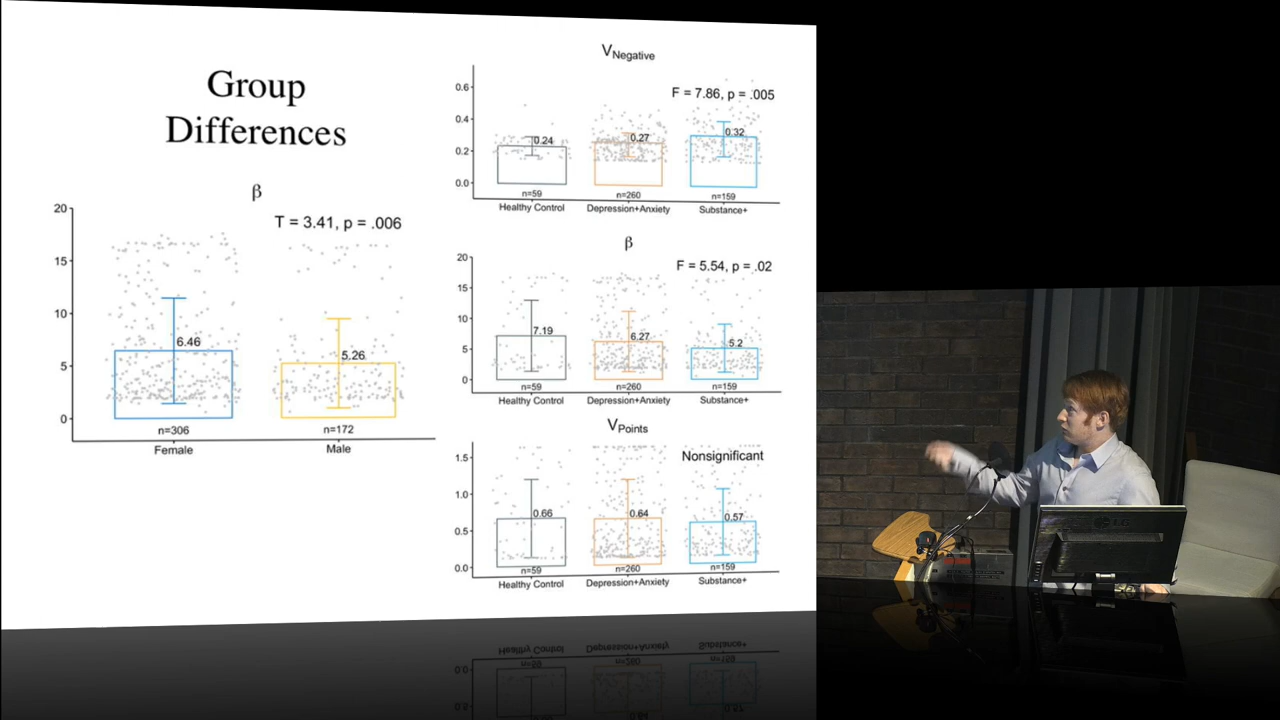 Group
Differences
β
T = 3.41, p = .006
20
15
10
5
0
6.46
5.26
n=306
n=172
Female
Male
V_Negative
F = 7.86, p = .005
0.6
0.4
0.2
0.0
0.24
0.27
0.32
n=59
n=260
n=159
Healthy Control
Depression+Anxiety
Substance+
β
F = 5.54, p = .02
20
15
10
5
0
7.19
6.27
5.2
n=59
n=260
n=159
Healthy Control
Depression+Anxiety
Substance+
V_Points
Nonsignificant
1.5
1.0
0.5
0.0
0.66
0.64
0.57
n=59
n=260
n=159
Healthy Control
Depression+Anxiety
Substance+
LG